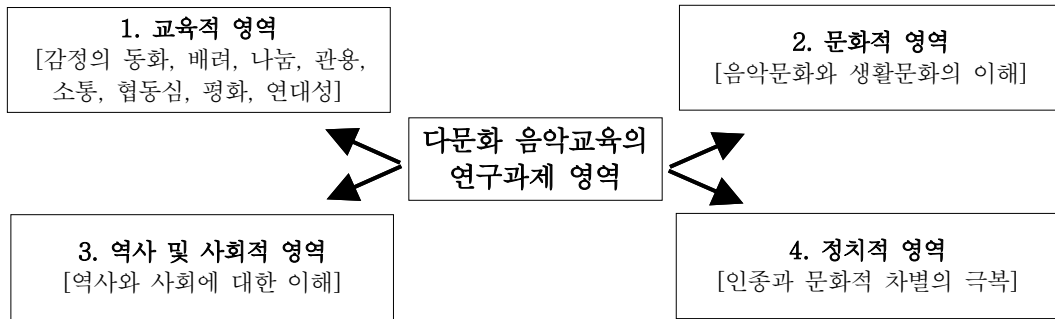 1. 교육적 영역
[감정의 동화, 배려, 나눔, 관용,
소통, 협동심, 평화, 연대성]
2. 문화적 영역
[음악문화와 생활문화의 이해]
다문화 음악교육의
연구과제 영역
3. 역사 및 사회적 영역
[역사와 사회에 대한 이해]
4. 정치적 영역
[인종과 문화적 차별의 극복]